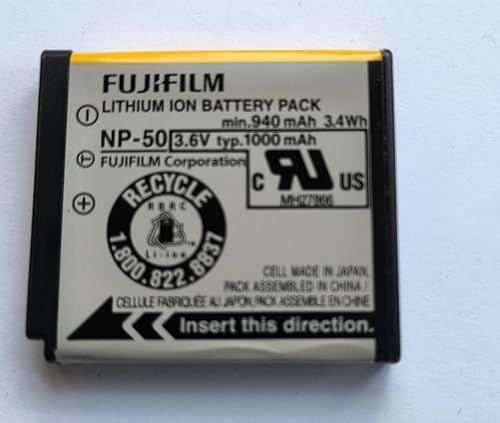 FUJIFILM
LITHIUM ION BATTERY PACK
min.940 mAh 3.4Wh
NP-50 3.6V typ.1000 mAh
FUJIFILM Corporation
C US
MH27966
RECYCLE
RBRC
Li-ion
1.800.822.8837
CELL MADE IN JAPAN,
PACK ASSEMBLED IN CHINA /
CELLULE FABRIQUÉE AU JAPON,PACK ASSEMBLÉ EN CHINE
Insert this direction.